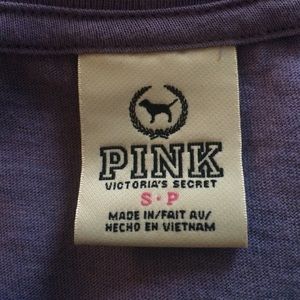 PINK
VICTORIA'S SECRET
S·P
MADE IN/FAIT AU/
HECHO EN VIETNAM